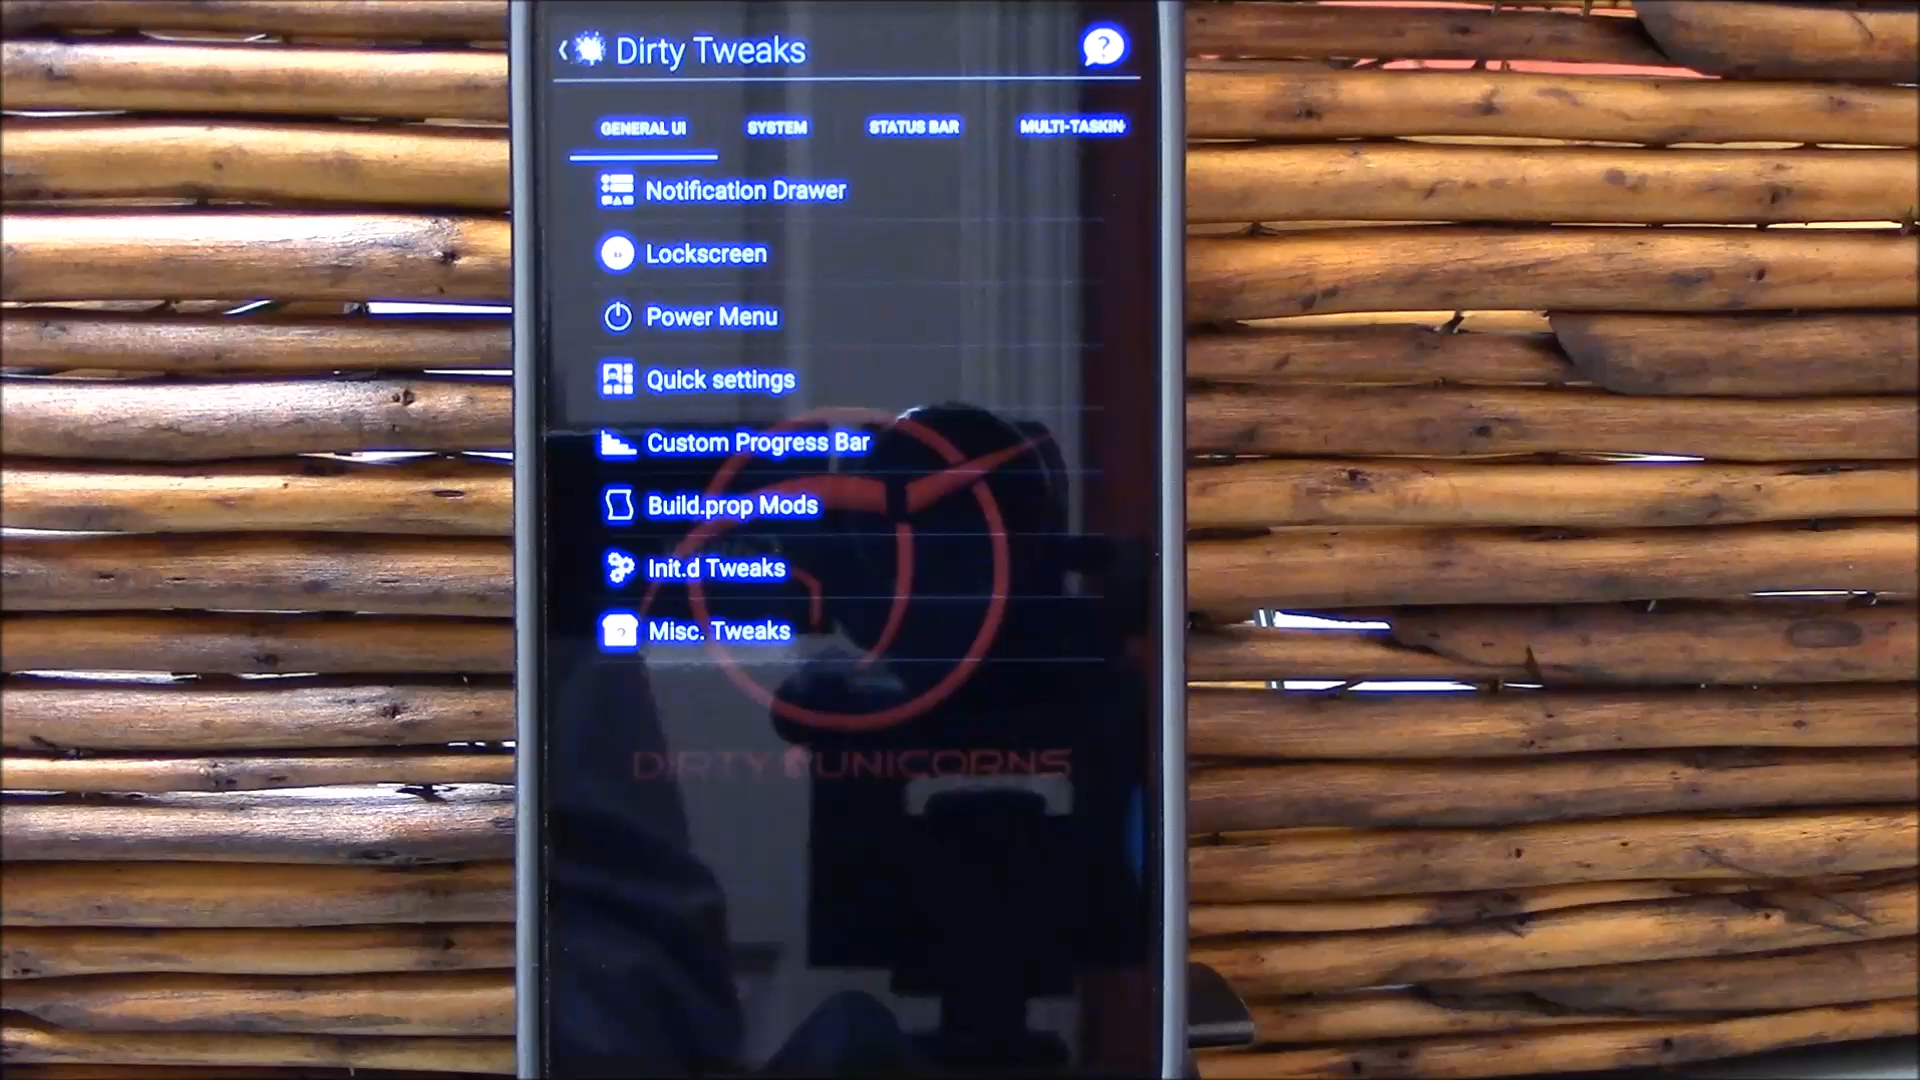 Dirty Tweaks
GENERAL UI SYSTEM STATUS BAR MULTI-TASKIN
Notification Drawer
Lockscreen
Power Menu
Quick settings
Custom Progress Bar
Build.prop Mods
Init.d Tweaks
Misc. Tweaks
DIRTY UNICORNS